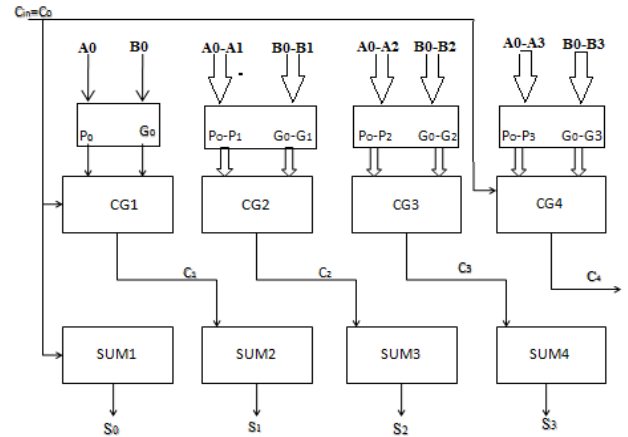 Cin=C0
A0 B0 A0-A1 B0-B1 A0-A2 B0-B2 A0-A3 B0-B3
P0 G0 P0-P1 G0-G1 P0-P2 G0-G2 P0-P3 G0-G3
CG1 CG2 CG3 CG4
C1 C2 C3 C4
SUM1 SUM2 SUM3 SUM4
S0 S1 S2 S3